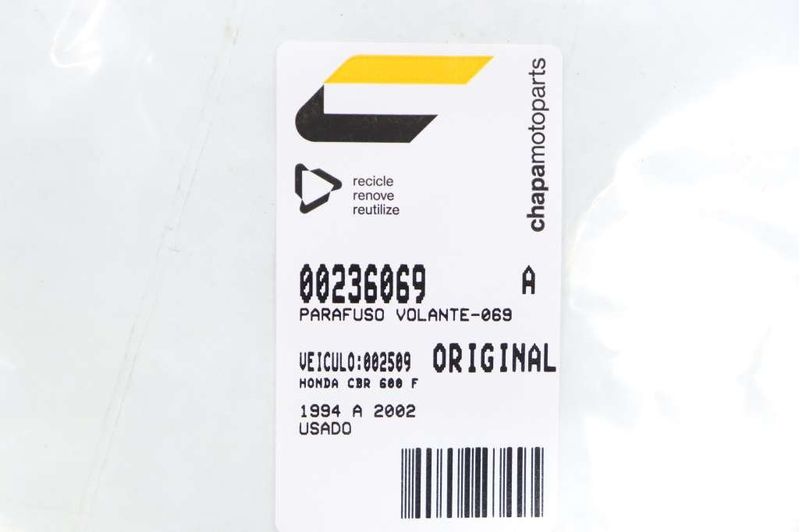 chapamotoparts
recicle
renove
reutilize
00236069 A
PARAFUSO VOLANTE-069
VEICULO:002509 ORIGINAL
HONDA CBR 600 F
1994 A 2002
USADO